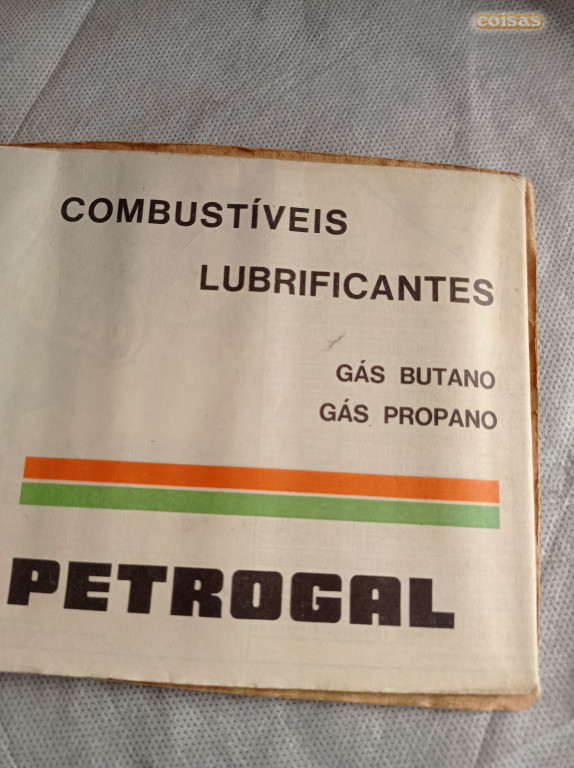 coisas
COMBUSTÍVEIS
LUBRIFICANTES
GÁS BUTANO
GÁS PROPANO
PETROGAL